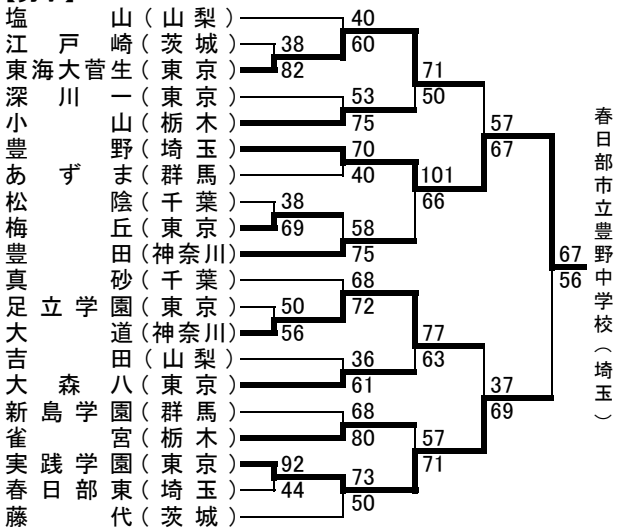 塩山(山梨)
江戸崎(茨城)
東海大菅生(東京)
深川一(東京)
小山(栃木)
豊野(埼玉)
あずま(群馬)
松陰(千葉)
梅丘(東京)
豊田(神奈川)
真砂(千葉)
足立学園(東京)
大道(神奈川)
吉田(山梨)
大森八(東京)
新島学園(群馬)
雀宮(栃木)
実践学園(東京)
春日部東(埼玉)
藤代(茨城)
38
82
38
69
50
56
92
44
40
60
53
75
70
40
58
75
68
72
36
61
68
80
73
50
71
50
101
66
77
63
57
71
57
67
37
69
67
56
春日部市立豊野中学校(埼玉)